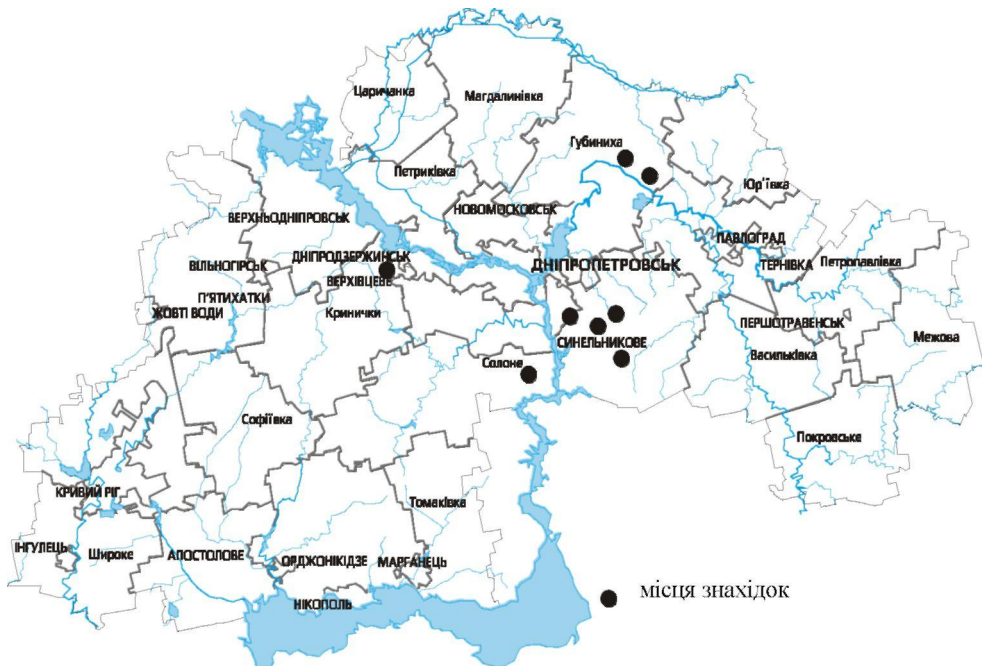 Царичанка
Магдалинівка
Губиниха
Петриківка
Юр'ївка
НОВОМОСКОВСЬК
ВЕРХНЬОДНІПРОВСЬК
ПАВЛОГРАД
ДНІПРОДЗЕРЖИНСЬК
ДНІПРОПЕТРОВСЬК
ТЕРНІВКА
Петропавлівка
ВІЛЬНОГІРСЬК
ВЕРХІВЦЕВЕ
П'ЯТИХАТКИ
ЖОВТІ ВОДИ
Кринички
ПЕРШОТРАВЕНСЬК
Межова
СИНЕЛЬНИКОВЕ
Васильківка
Солоне
Софіївка
Покровське
КРИВИЙ РІГ
Томаківка
ІНГУЛЕЦЬ
Широке
АПОСТОЛОВЕ
ОРДЖОНІКІДЗЕ
МАРГАНЕЦЬ
НІКОПОЛЬ
місця знахідок